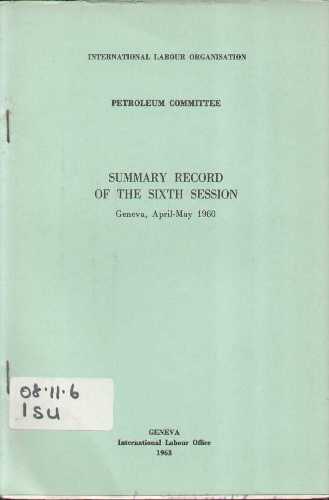 INTERNATIONAL LABOUR ORGANISATION
PETROLEUM COMMITTEE
SUMMARY RECORD
OF THE SIXTH SESSION
Geneva, April-May 1960
08.11.6
ISU
GENEVA
International Labour Office
1963